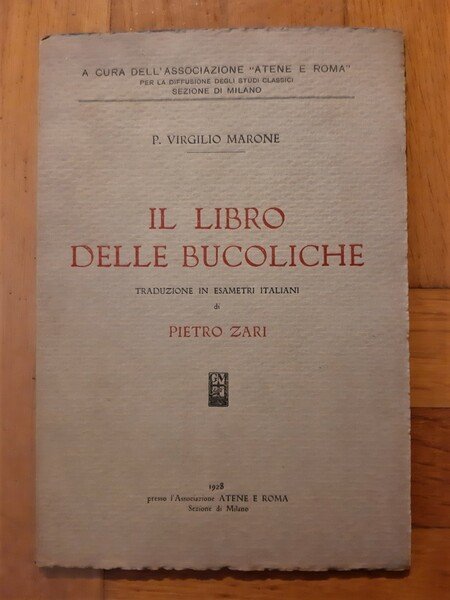 A CURA DELL'ASSOCIAZIONE "ATENE E ROMA"
PER LA DIFFUSIONE DEGLI STUDI CLASSICI
SEZIONE DI MILANO
P. VIRGILIO MARONE
IL LIBRO
DELLE BUCOLICHE
TRADUZIONE IN ESAMETRI ITALIANI
di
PIETRO ZARI
1928
presso l'Associazione ATENE E ROMA
Sezione di Milano